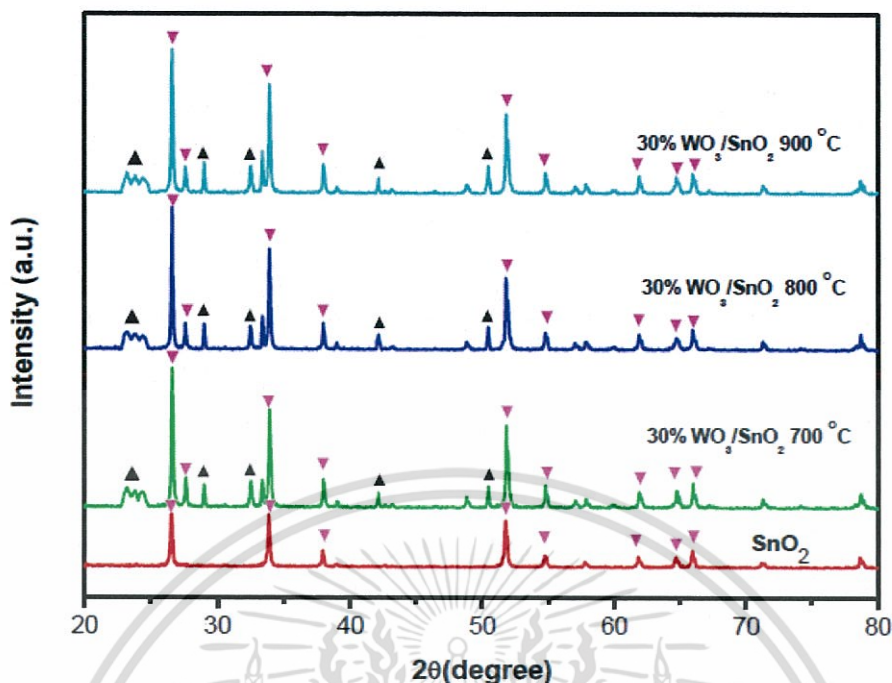 30% WO₃/SnO₂ 900 °C
30% WO₃/SnO₂ 800 °C
30% WO₃/SnO₂ 700 °C
SnO₂
Intensity (a.u.)
20 30 40 50 60 70 80
2θ(degree)